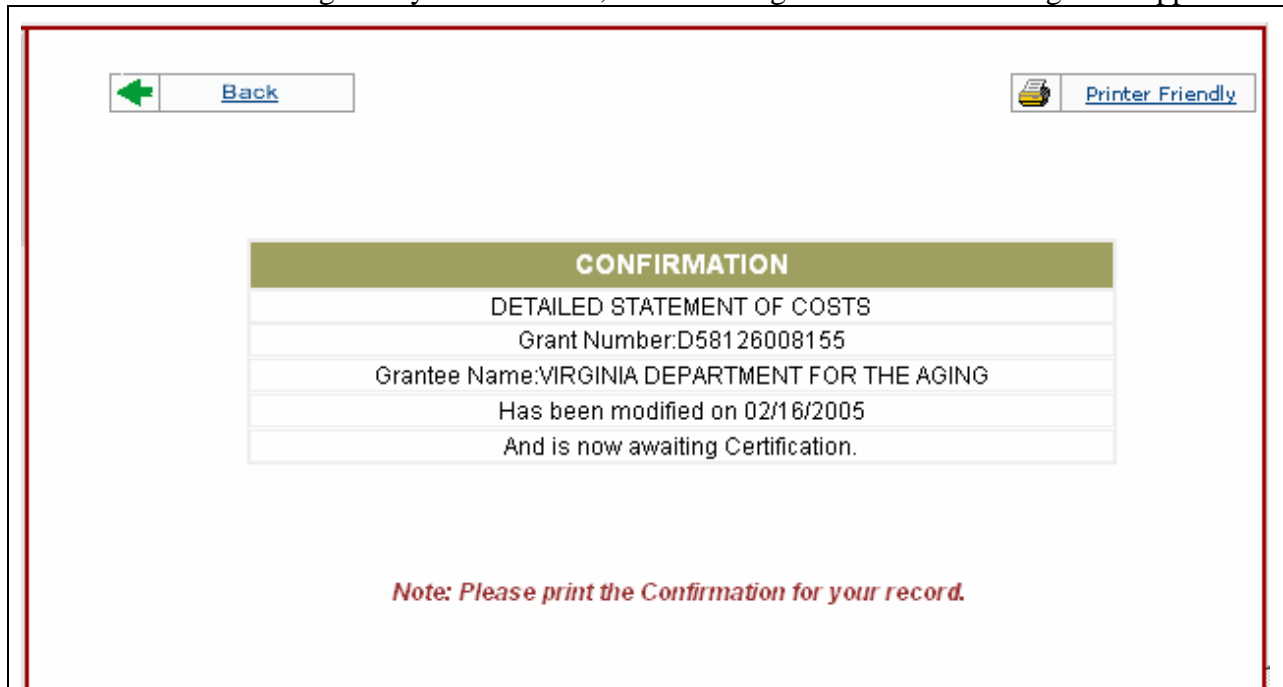 Back
Printer Friendly
CONFIRMATION
DETAILED STATEMENT OF COSTS
Grant Number:D58126008155
Grantee Name:VIRGINIA DEPARTMENT FOR THE AGING
Has been modified on 02/16/2005
And is now awaiting Certification.
Note: Please print the Confirmation for your record.